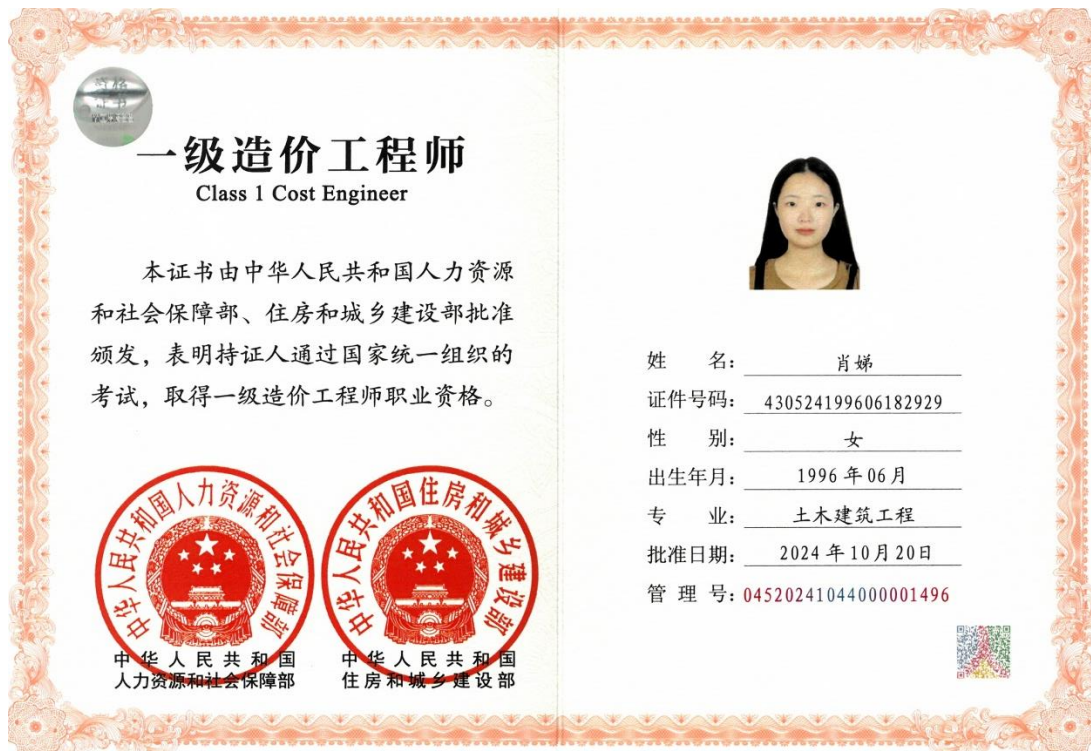 资格
证书
一级造价工程师
Class 1 Cost Engineer
本证书由中华人民共和国人力资源
和社会保障部、住房和城乡建设部批准
颁发，表明持证人通过国家统一组织的
考试，取得一级造价工程师职业资格。
中华人民共和国人力资源和社会保障部
中华人民共和国住房和城乡建设部
中华人民共和国
人力资源和社会保障部
中华人民共和国
住房和城乡建设部
姓名：肖娣
证件号码：430524199606182929
性别：女
出生年月：1996年06月
专业：土木建筑工程
批准日期：2024年10月20日
管理号：04520241044000001496